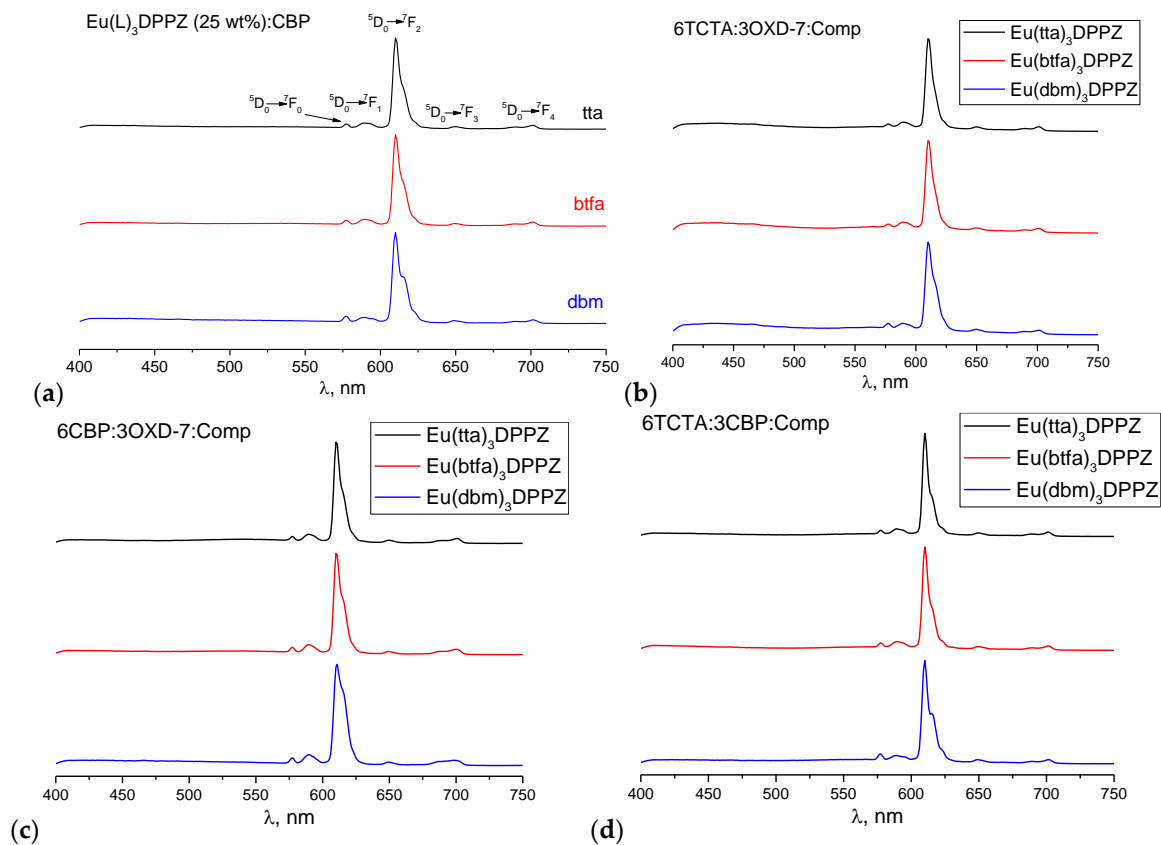 Eu(L)₃DPPZ (25 wt%):CBP
⁵D₀→⁷F₂
⁵D₀→⁷F₀
⁵D₀→⁷F₁
⁵D₀→⁷F₃
⁵D₀→⁷F₄
tta
btfa
dbm
400 450 500 550 600 650 700 750
λ, nm
(a)
6TCTA:3OXD-7:Comp
Eu(tta)₃DPPZ
Eu(btfa)₃DPPZ
Eu(dbm)₃DPPZ
400 450 500 550 600 650 700 750
λ, nm
(b)
6CBP:3OXD-7:Comp
Eu(tta)₃DPPZ
Eu(btfa)₃DPPZ
Eu(dbm)₃DPPZ
400 450 500 550 600 650 700 750
λ, nm
(c)
6TCTA:3CBP:Comp
Eu(tta)₃DPPZ
Eu(btfa)₃DPPZ
Eu(dbm)₃DPPZ
400 450 500 550 600 650 700 750
λ, nm
(d)